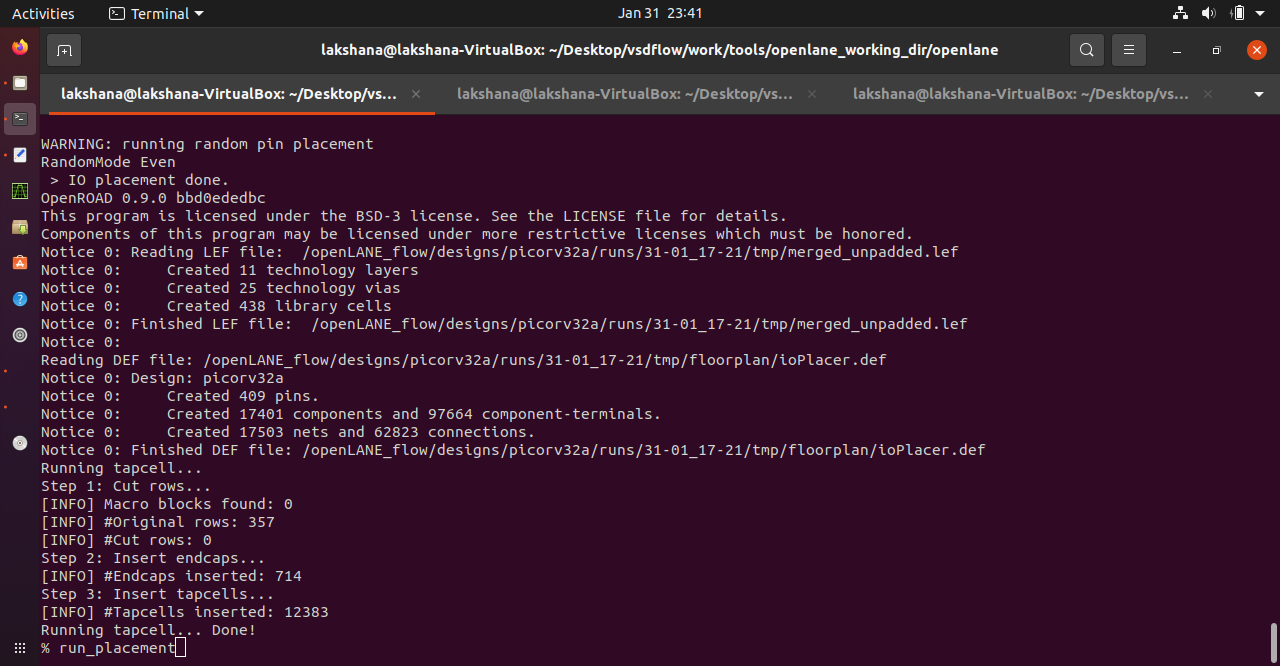 Activities
Terminal
Jan 31 23:41
lakshana@lakshana-VirtualBox: ~/Desktop/vsdflow/work/tools/openlane_working_dir/openlane
lakshana@lakshana-VirtualBox: ~/Desktop/vs...
lakshana@lakshana-VirtualBox: ~/Desktop/vs...
lakshana@lakshana-VirtualBox: ~/Desktop/vs...
WARNING: running random pin placement
RandomMode Even
 > IO placement done.
OpenROAD 0.9.0 bbd0ededbc
This program is licensed under the BSD-3 license. See the LICENSE file for details.
Components of this program may be licensed under more restrictive licenses which must be honored.
Notice 0: Reading LEF file:  /openLANE_flow/designs/picorv32a/runs/31-01_17-21/tmp/merged_unpadded.lef
Notice 0:     Created 11 technology layers
Notice 0:     Created 25 technology vias
Notice 0:     Created 438 library cells
Notice 0: Finished LEF file:  /openLANE_flow/designs/picorv32a/runs/31-01_17-21/tmp/merged_unpadded.lef
Notice 0:
Reading DEF file: /openLANE_flow/designs/picorv32a/runs/31-01_17-21/tmp/floorplan/ioPlacer.def
Notice 0: Design: picorv32a
Notice 0:     Created 409 pins.
Notice 0:     Created 17401 components and 97664 component-terminals.
Notice 0:     Created 17503 nets and 62823 connections.
Notice 0: Finished DEF file: /openLANE_flow/designs/picorv32a/runs/31-01_17-21/tmp/floorplan/ioPlacer.def
Running tapcell...
Step 1: Cut rows...
[INFO] Macro blocks found: 0
[INFO] #Original rows: 357
[INFO] #Cut rows: 0
Step 2: Insert endcaps...
[INFO] #Endcaps inserted: 714
Step 3: Insert tapcells...
[INFO] #Tapcells inserted: 12383
Running tapcell... Done!
% run_placement